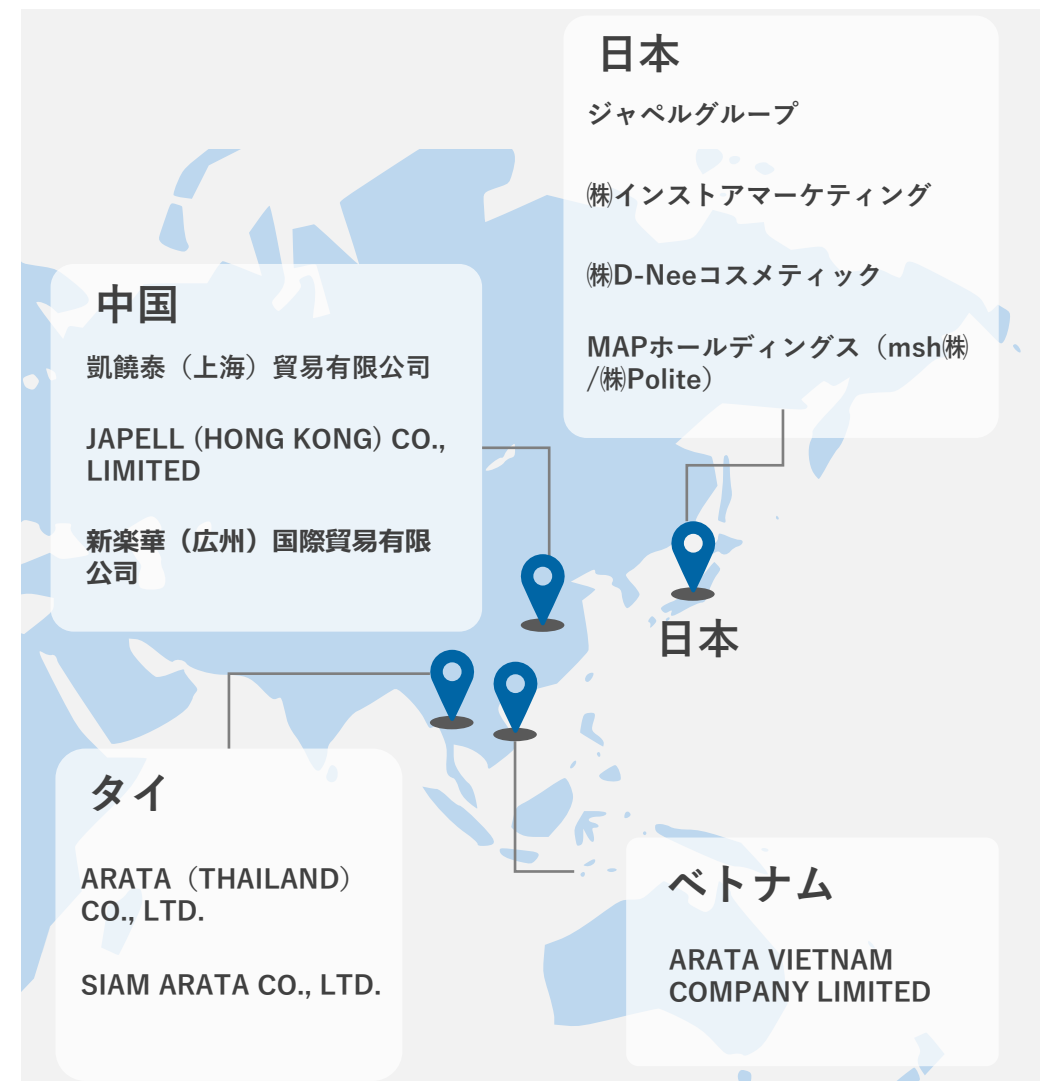 日本
ジャペルグループ
㈱インストアマーケティング
㈱D-Neeコスメティック
MAPホールディングス（msh㈱
/㈱Polite）
中国
凱饒泰（上海）貿易有限公司
JAPELL (HONG KONG) CO.,
LIMITED
新楽華（広州）国際貿易有限
公司
日本
タイ
ARATA（THAILAND）
CO., LTD.
SIAM ARATA CO., LTD.
ベトナム
ARATA VIETNAM
COMPANY LIMITED